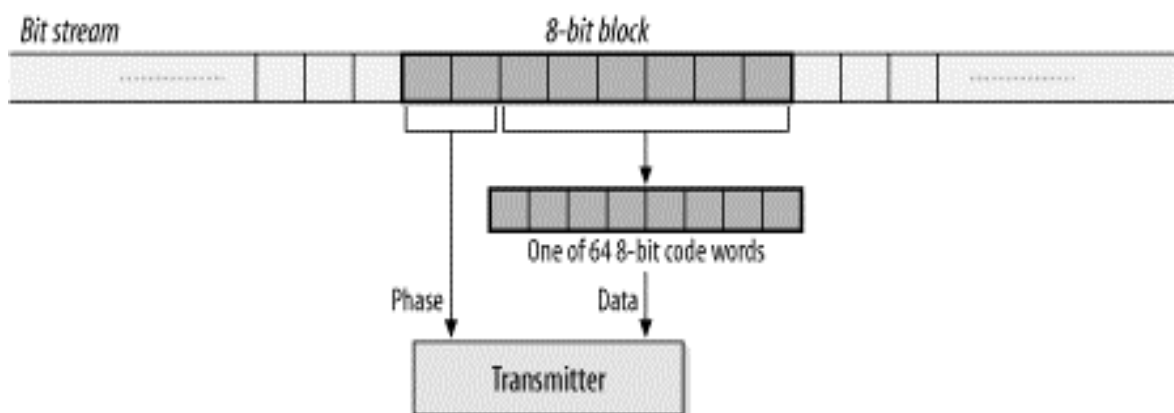 Bit stream
8-bit block
One of 64 8-bit code words
Phase
Data
Transmitter